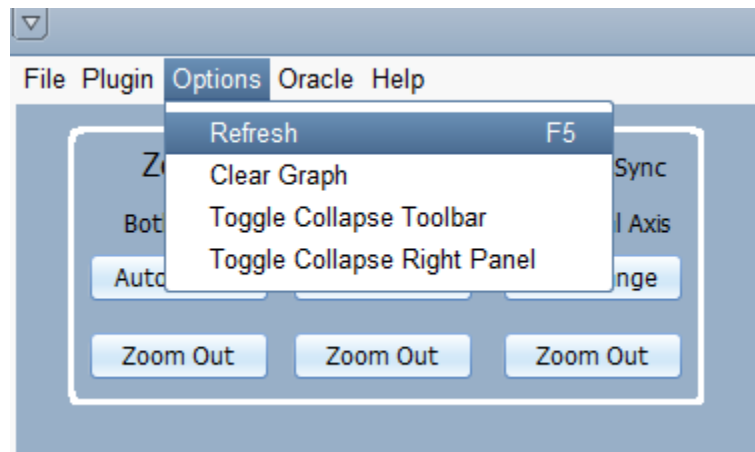 File Plugin Options Oracle Help
Refresh F5
Clear Graph
Toggle Collapse Toolbar
Toggle Collapse Right Panel
Sync
Axis
Zoom Out Zoom Out Zoom Out